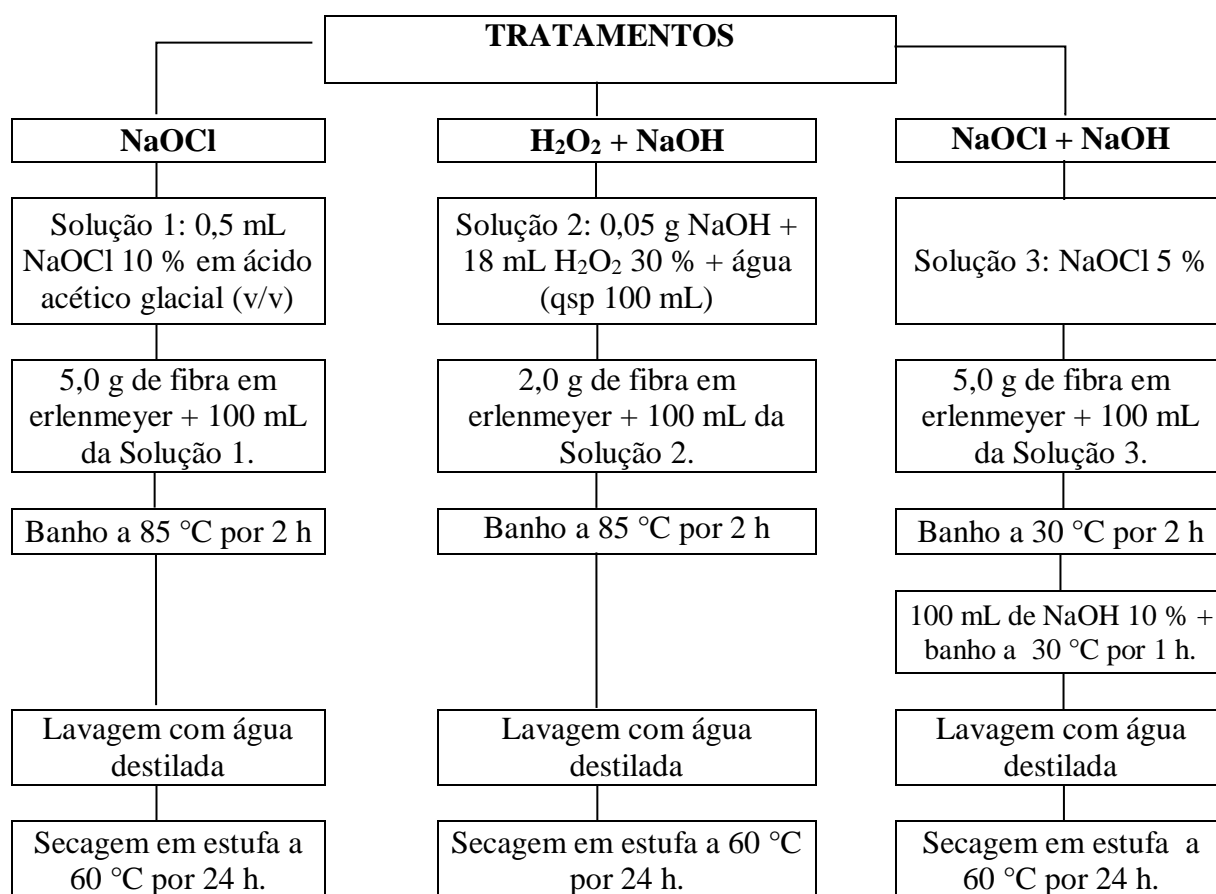 TRATAMENTOS
NaOCl
H₂O₂ + NaOH
NaOCl + NaOH
Solução 1: 0,5 mL
NaOCl 10 % em ácido
acético glacial (v/v)
Solução 2: 0,05 g NaOH +
18 mL H₂O₂ 30 % + água
(qsp 100 mL)
Solução 3: NaOCl 5 %
5,0 g de fibra em
erlenmeyer + 100 mL
da Solução 1.
2,0 g de fibra em
erlenmeyer + 100 mL da
Solução 2.
5,0 g de fibra em
erlenmeyer + 100 mL
da Solução 3.
Banho a 85 °C por 2 h
Banho a 85 °C por 2 h
Banho a 30 °C por 2 h
100 mL de NaOH 10 % +
banho a 30 °C por 1 h.
Lavagem com água
destilada
Lavagem com água
destilada
Lavagem com água
destilada
Secagem em estufa a
60 °C por 24 h.
Secagem em estufa a 60 °C
por 24 h.
Secagem em estufa a
60 °C por 24 h.